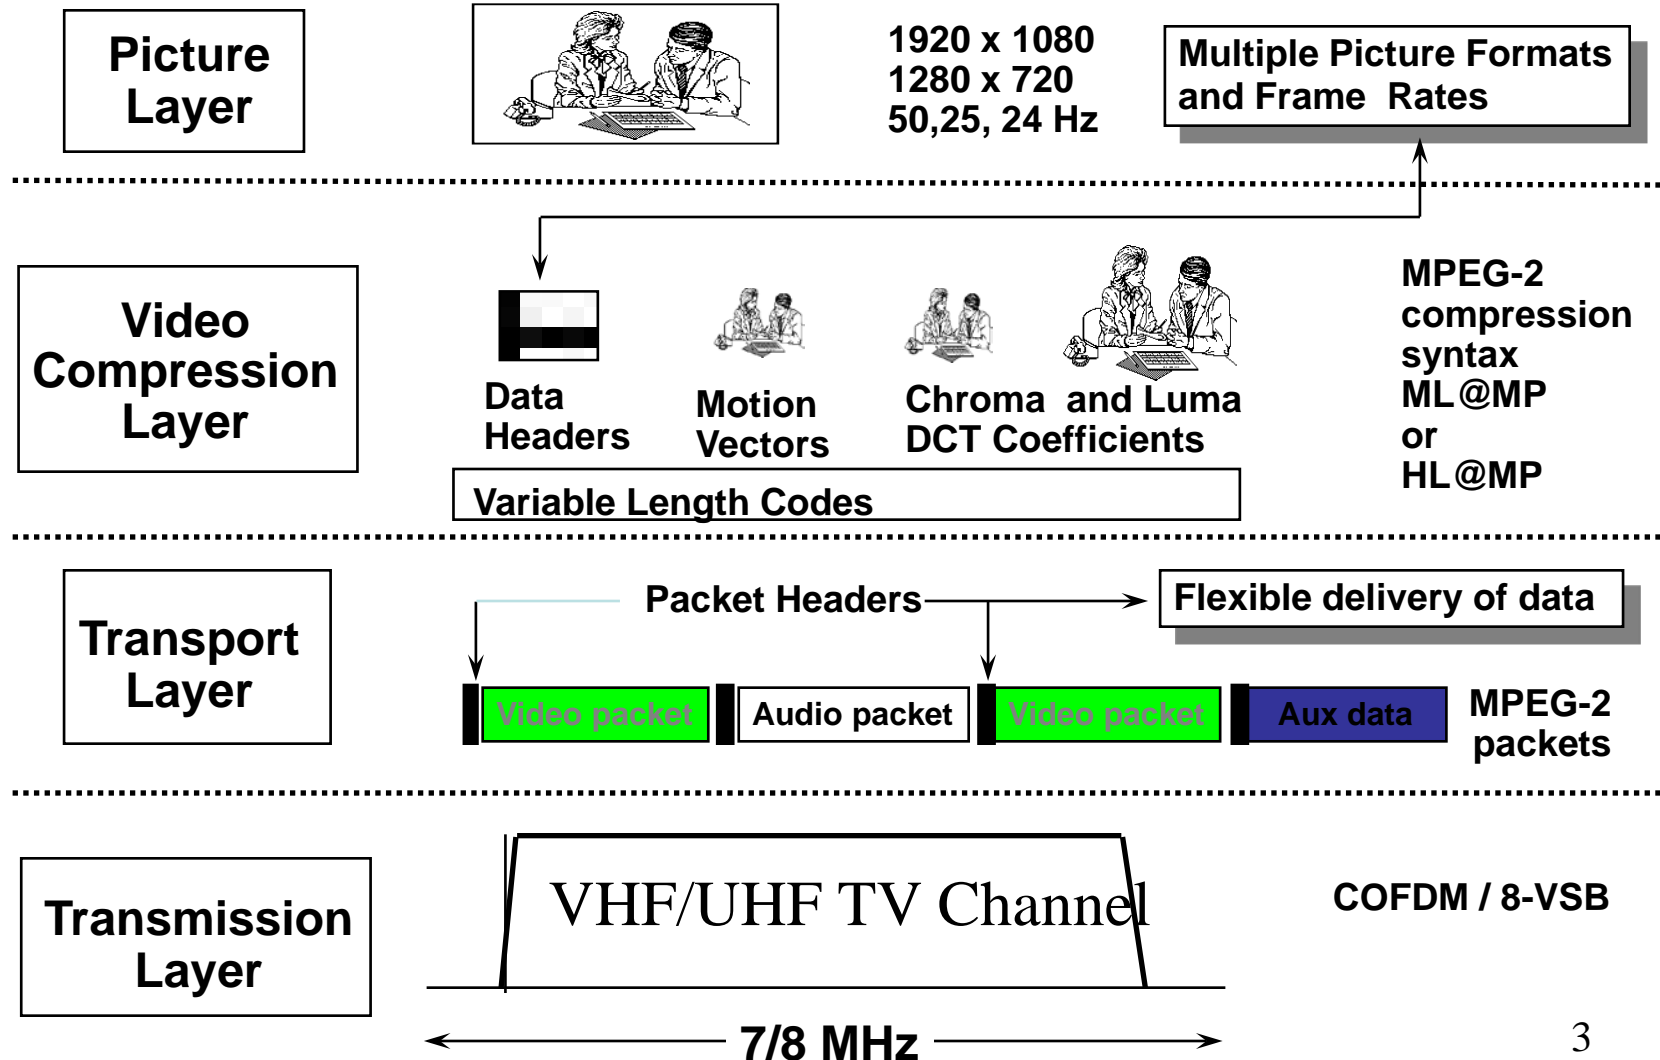 Picture
Layer
1920 x 1080
1280 x 720
50,25, 24 Hz
Multiple Picture Formats
and Frame Rates
Video
Compression
Layer
Data
Headers
Motion
Vectors
Chroma and Luma
DCT Coefficients
Variable Length Codes
MPEG-2
compression
syntax
ML@MP
or
HL@MP
Transport
Layer
Packet Headers
Flexible delivery of data
Video packet
Audio packet
Video packet
Aux data
MPEG-2
packets
Transmission
Layer
VHF/UHF TV Channel
COFDM / 8-VSB
7/8 MHz
3